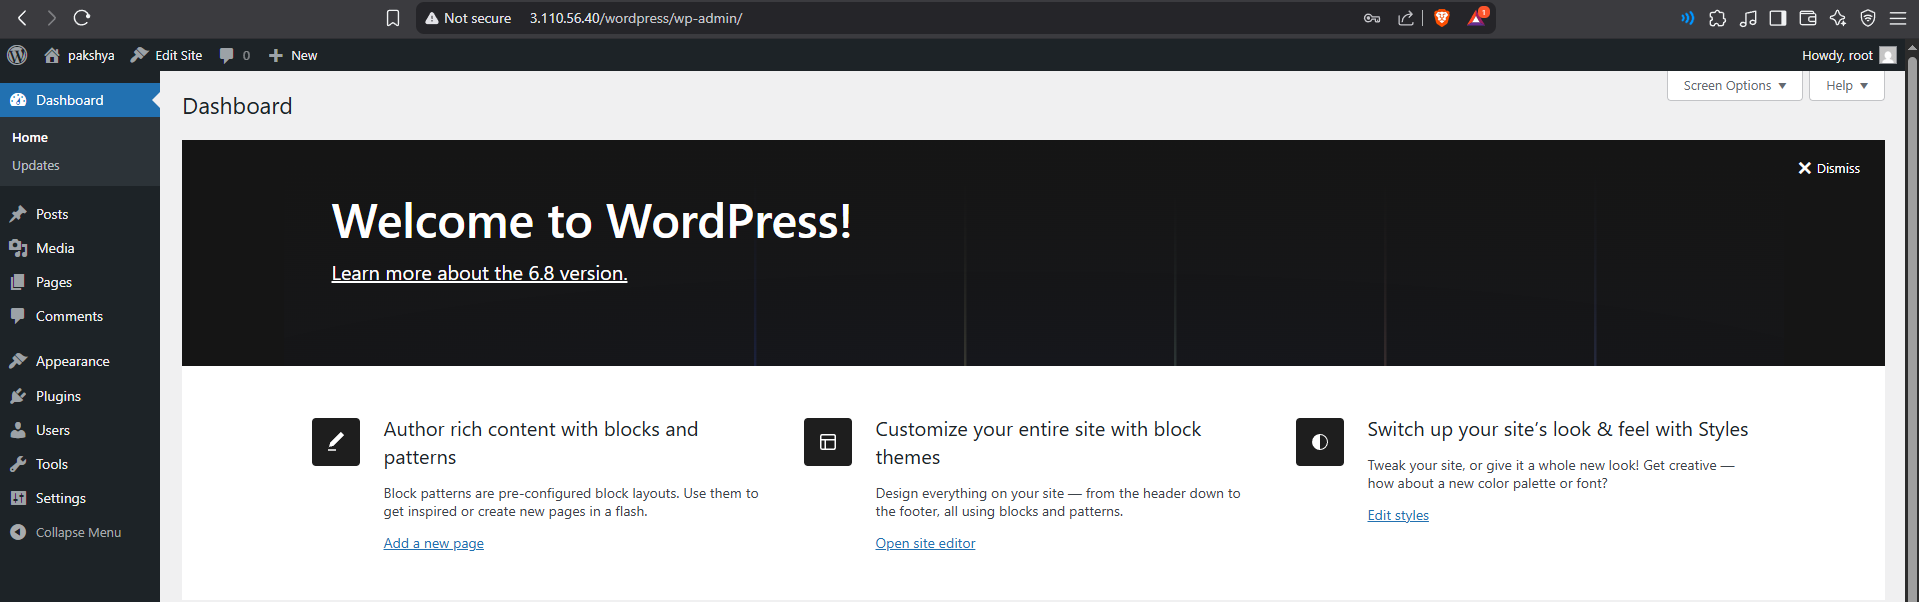 Not secure 3.110.56.40/wordpress/wp-admin/ 1
pakshya Edit Site 0 New Howdy, root
Dashboard
Home
Updates
Posts
Media
Pages
Comments
Appearance
Plugins
Users
Tools
Settings
Collapse Menu
Dashboard
Screen Options Help
Dismiss
Welcome to WordPress!
Learn more about the 6.8 version.
Author rich content with blocks and
patterns
Block patterns are pre-configured block layouts. Use them to
get inspired or create new pages in a flash.
Add a new page
Customize your entire site with block
themes
Design everything on your site — from the header down to
the footer, all using blocks and patterns.
Open site editor
Switch up your site’s look & feel with Styles
Tweak your site, or give it a whole new look! Get creative —
how about a new color palette or font?
Edit styles